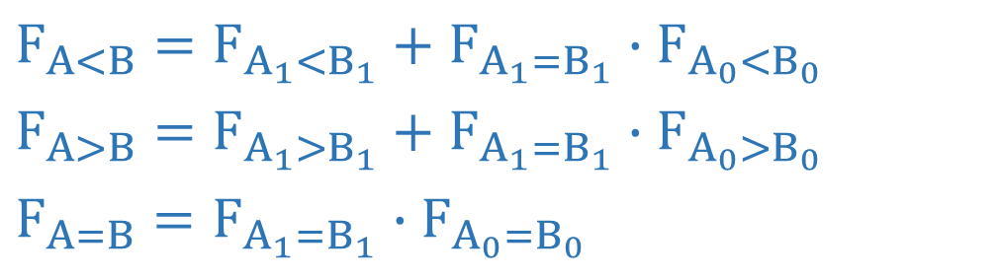 F_{A<B} = F_{A_1<B_1} + F_{A_1=B_1} · F_{A_0<B_0}
F_{A>B} = F_{A_1>B_1} + F_{A_1=B_1} · F_{A_0>B_0}
F_{A=B} = F_{A_1=B_1} · F_{A_0=B_0}